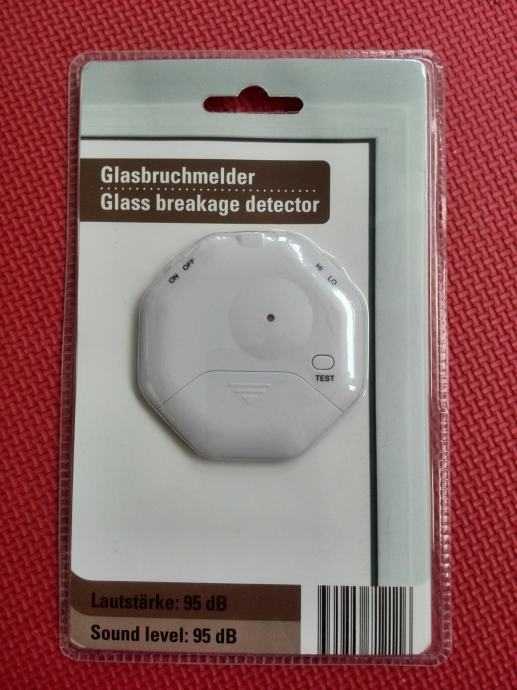 Glasbruchmelder
Glass breakage detector
ON OFF
HI LO
TEST
Lautstärke: 95 dB
Sound level: 95 dB